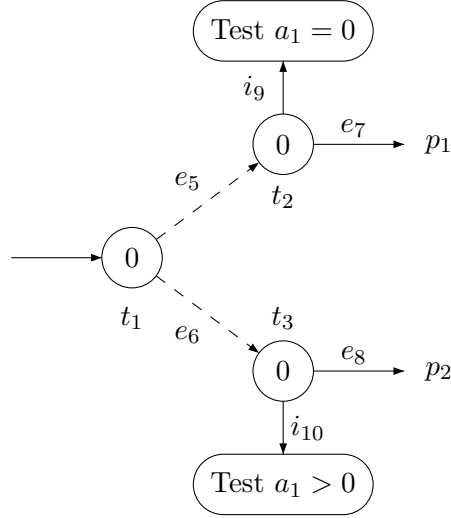 Test a₁ = 0
i₉
0
e₇
p₁
e₅
t₂
0
t₁
e₆
t₃
0
e₈
p₂
i₁₀
Test a₁ > 0